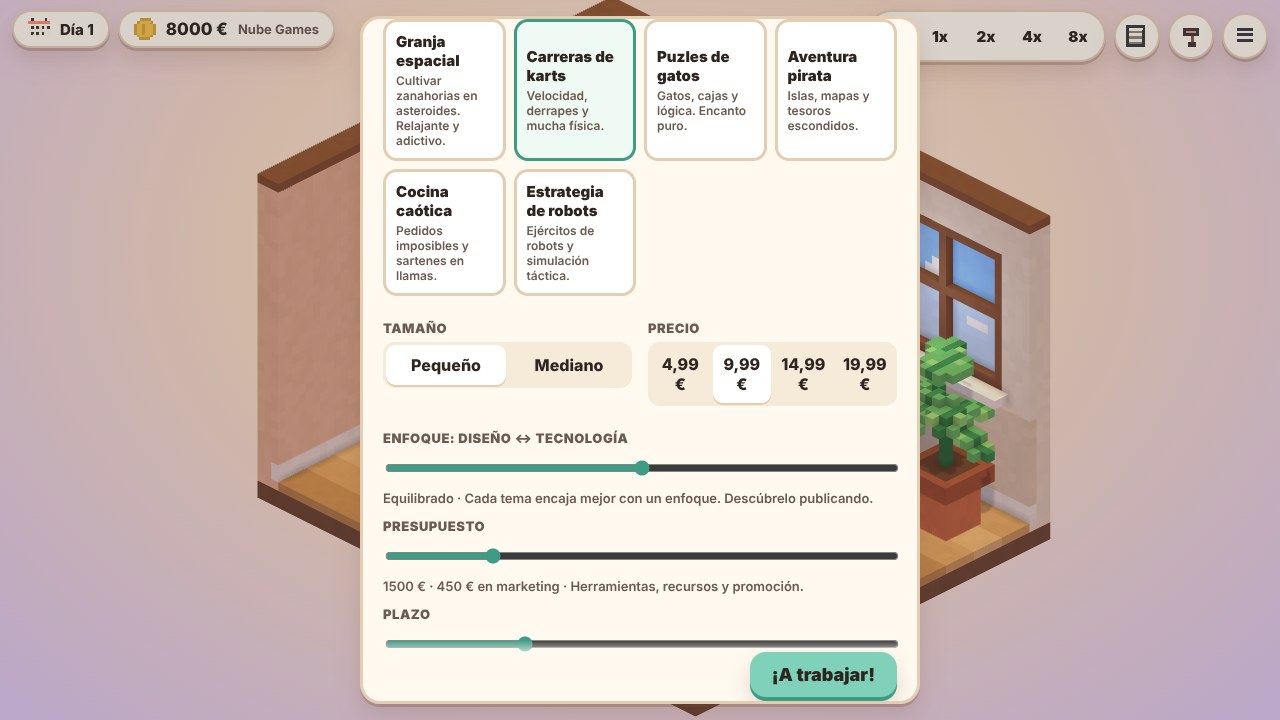 Día 1
8000 € Nube Games
1x 2x 4x 8x
Granja
espacial
Cultivar
zanahorias en
asteroides.
Relajante y
adictivo.
Carreras de
karts
Velocidad,
derrapes y
mucha física.
Puzles de
gatos
Gatos, cajas y
lógica. Encanto
puro.
Aventura
pirata
Islas, mapas y
tesoros
escondidos.
Cocina
caótica
Pedidos
imposibles y
sartenes en
llamas.
Estrategia
de robots
Ejércitos de
robots y
simulación
táctica.
TAMAÑO
Pequeño Mediano
PRECIO
4,99
€
9,99
€
14,99
€
19,99
€
ENFOQUE: DISEÑO ↔ TECNOLOGÍA
Equilibrado · Cada tema encaja mejor con un enfoque. Descúbrelo publicando.
PRESUPUESTO
1500 € · 450 € en marketing · Herramientas, recursos y promoción.
PLAZO
¡A trabajar!